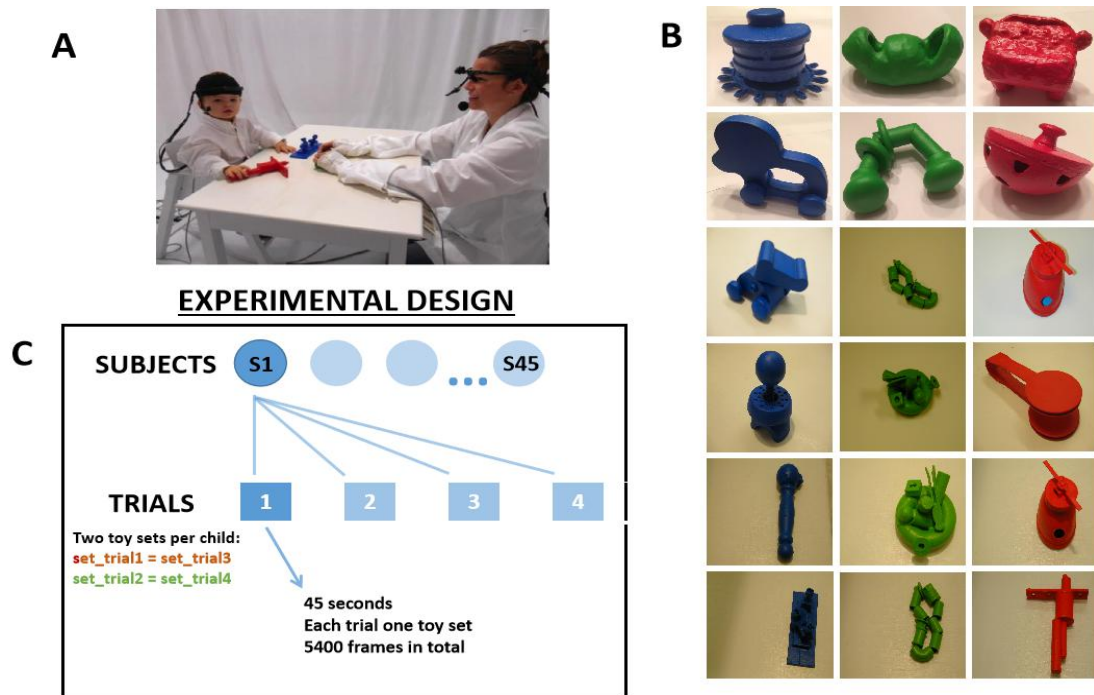 A
B
EXPERIMENTAL DESIGN
C
SUBJECTS
S1
S45
TRIALS
1
2
3
4
Two toy sets per child:
set_trial1 = set_trial3
set_trial2 = set_trial4
45 seconds
Each trial one toy set
5400 frames in total